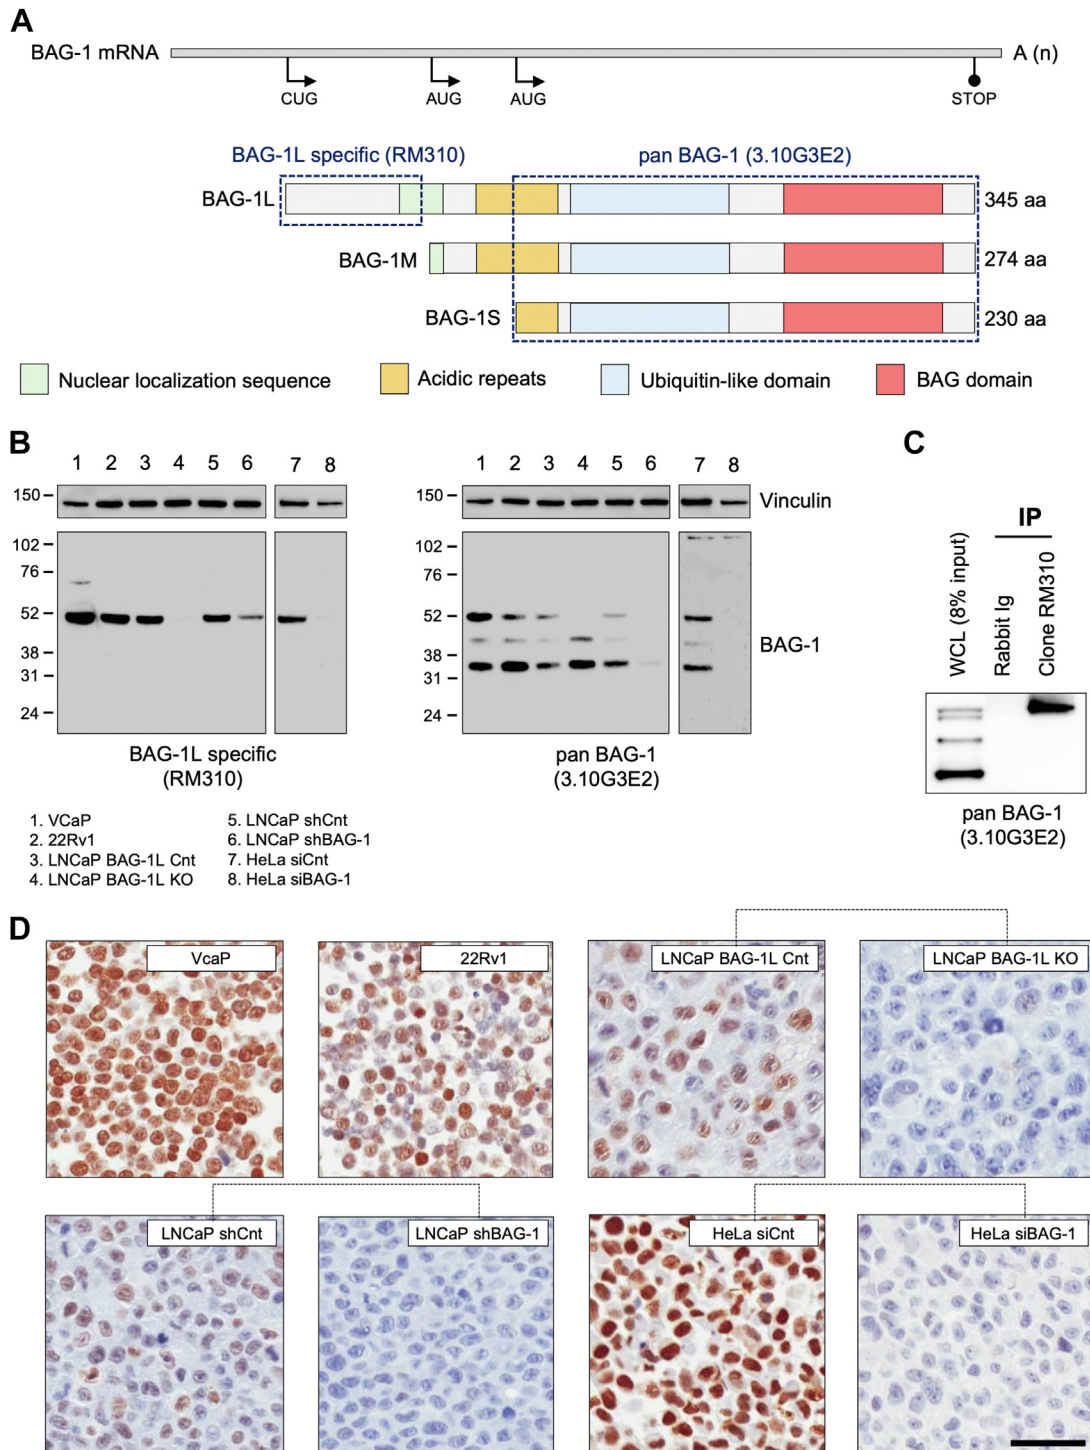 A
BAG-1 mRNA
A (n)
CUG
AUG
AUG
STOP
BAG-1L specific (RM310)
pan BAG-1 (3.10G3E2)
BAG-1L
345 aa
BAG-1M
274 aa
BAG-1S
230 aa
Nuclear localization sequence
Acidic repeats
Ubiquitin-like domain
BAG domain
B
1 2 3 4 5 6 7 8
150
102
76
52
38
31
24
BAG-1L specific
(RM310)
1 2 3 4 5 6 7 8
150
Vinculin
102
76
52
38
31
24
BAG-1
pan BAG-1
(3.10G3E2)
1. VCaP
2. 22Rv1
3. LNCaP BAG-1L Cnt
4. LNCaP BAG-1L KO
5. LNCaP shCnt
6. LNCaP shBAG-1
7. HeLa siCnt
8. HeLa siBAG-1
C
IP
WCL (8% input)
Rabbit Ig
Clone RM310
pan BAG-1
(3.10G3E2)
D
VcaP
22Rv1
LNCaP BAG-1L Cnt
LNCaP BAG-1L KO
LNCaP shCnt
LNCaP shBAG-1
HeLa siCnt
HeLa siBAG-1